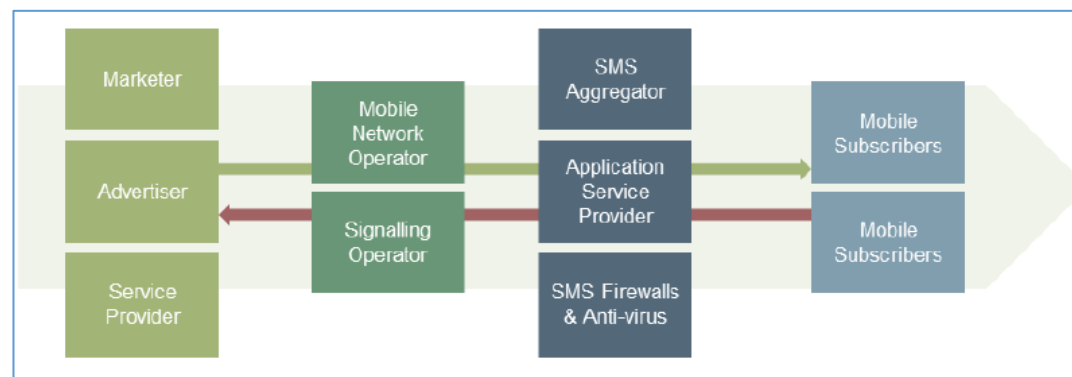 Marketer
Advertiser
Service
Provider
Mobile
Network
Operator
Signalling
Operator
SMS
Aggregator
Application
Service
Provider
SMS Firewalls
& Anti-virus
Mobile
Subscribers
Mobile
Subscribers